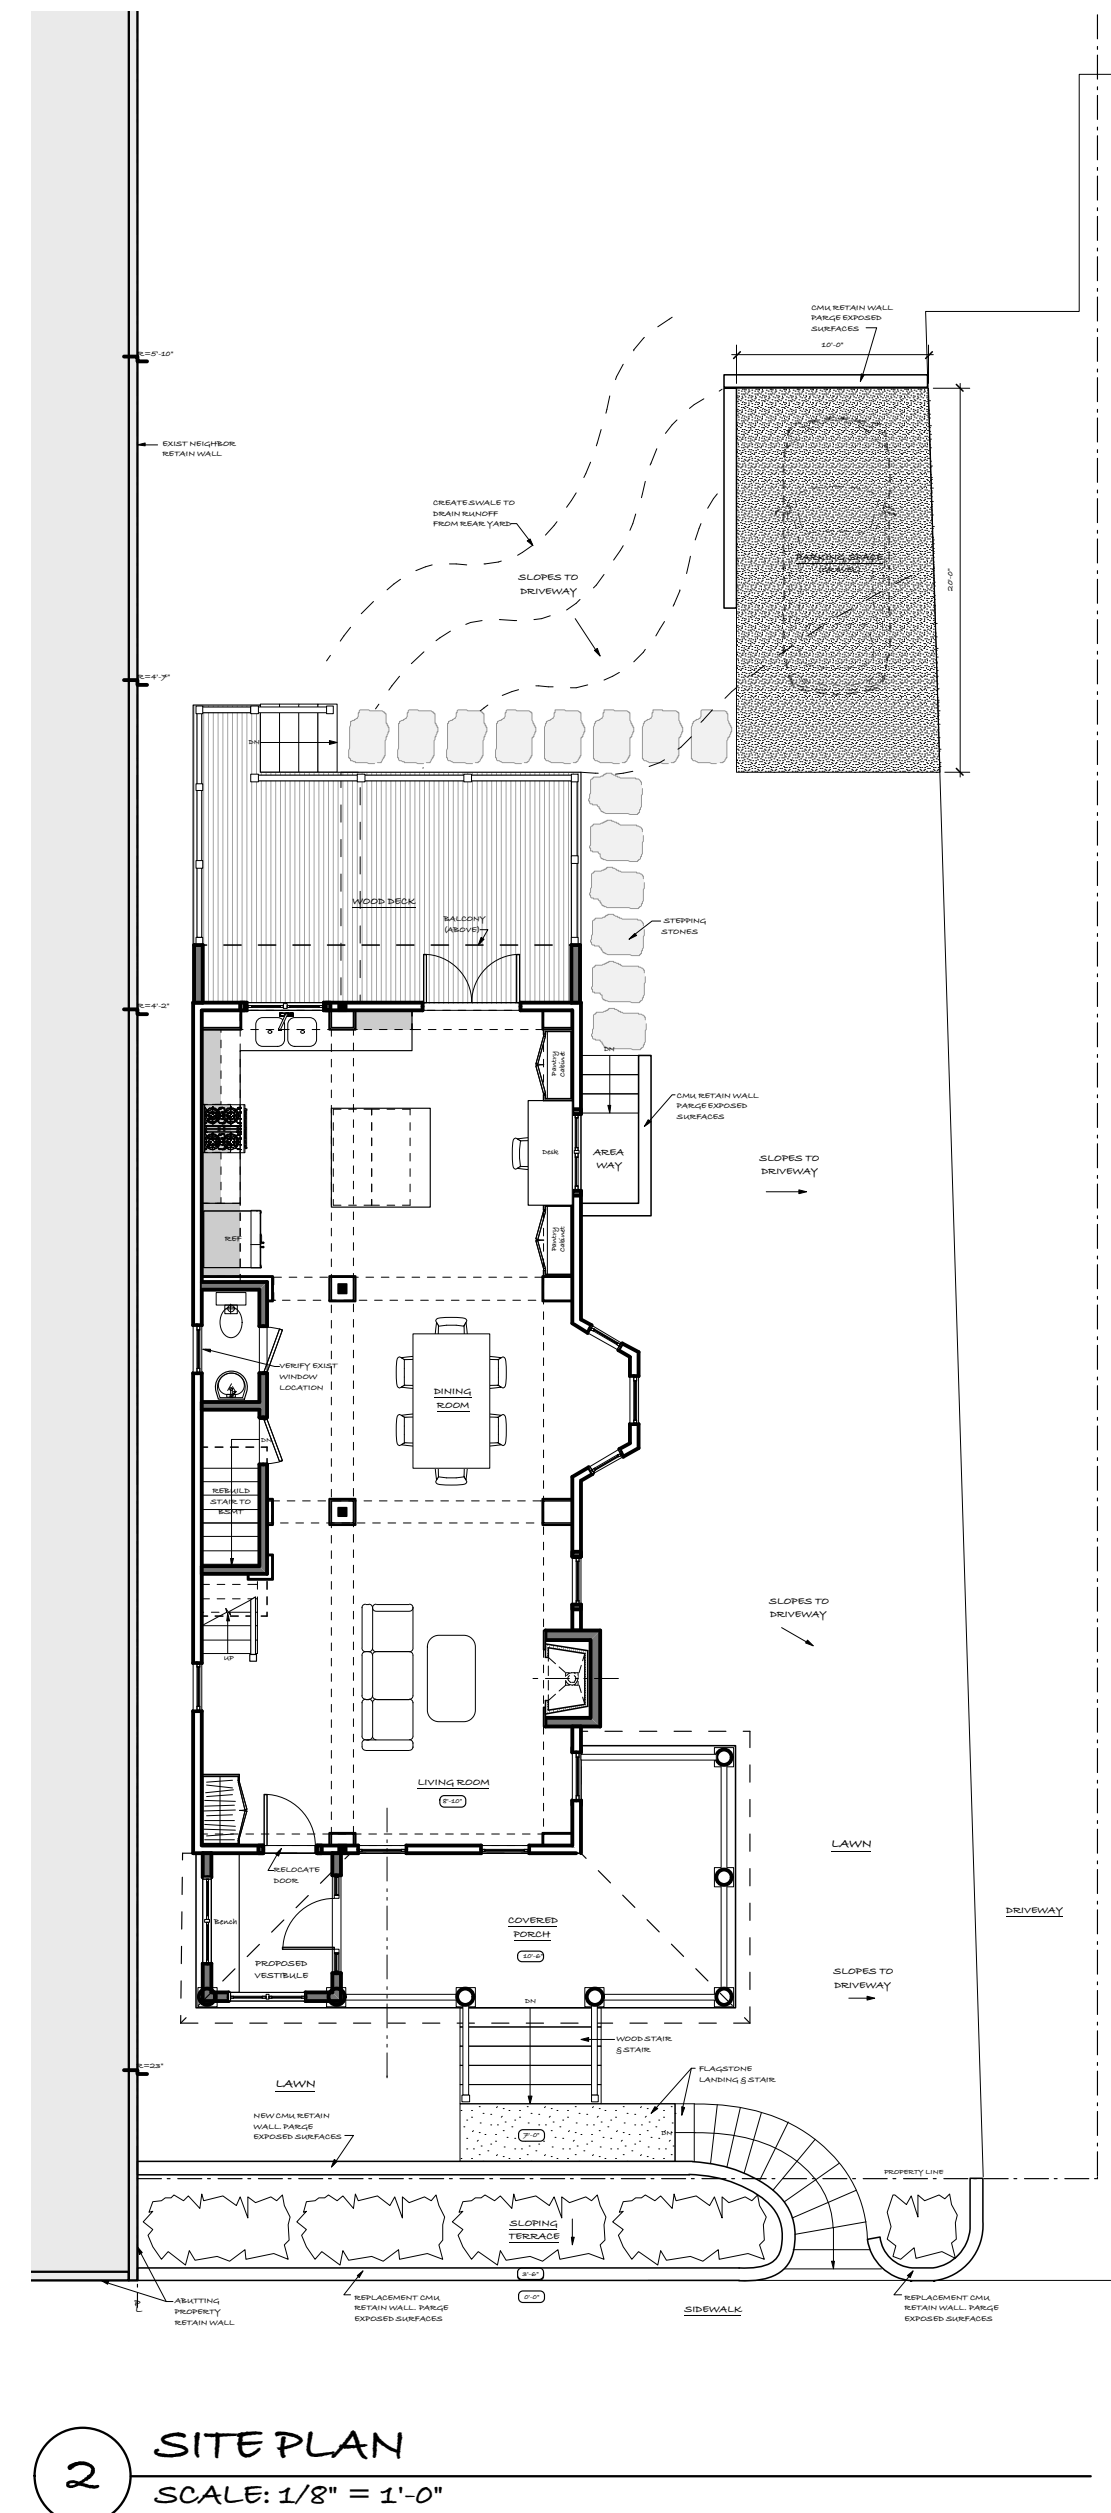 CMU RETAIN WALL
PARGE EXPOSED
SURFACES
10'-0"
R=5'-10"
EXIST NEIGHBOR
RETAIN WALL
CREATE SWALE TO
DRAIN RUNOFF
FROM REAR YARD
PARKING SPACE
(GRAVEL)
20'-0"
SLOPES TO
DRIVEWAY
R=4'-7"
DN
WOOD DECK
BALCONY
(ABOVE)
STEPPING
STONES
R=4'-2"
DN
Pantry
Cabinet
CMU RETAIN WALL
PARGE EXPOSED
SURFACES
Desk
AREA
WAY
SLOPES TO
DRIVEWAY
REF
Pantry
Cabinet
VERIFY EXIST
WINDOW
LOCATION
DINING
ROOM
DN
REBUILD
STAIR TO
BSMT
SLOPES TO
DRIVEWAY
UP
LIVING ROOM
8'-10"
LAWN
RELOCATE
DOOR
Bench
COVERED
PORCH
10'-6"
DRIVEWAY
PROPOSED
VESTIBULE
SLOPES TO
DRIVEWAY
DN
WOOD STAIR
& STAIR
R=23"
LAWN
FLAGSTONE
LANDING & STAIR
NEW CMU RETAIN
WALL. PARGE
EXPOSED SURFACES
7'-0"
DN
PROPERTY LINE
SLOPING
TERRACE
3'-6"
0'-0"
ABUTTING
PROPERTY
RETAIN WALL
REPLACEMENT CMU
RETAIN WALL. PARGE
EXPOSED SURFACES
SIDEWALK
REPLACEMENT CMU
RETAIN WALL. PARGE
EXPOSED SURFACES
2
SITE PLAN
SCALE: 1/8" = 1'-0"